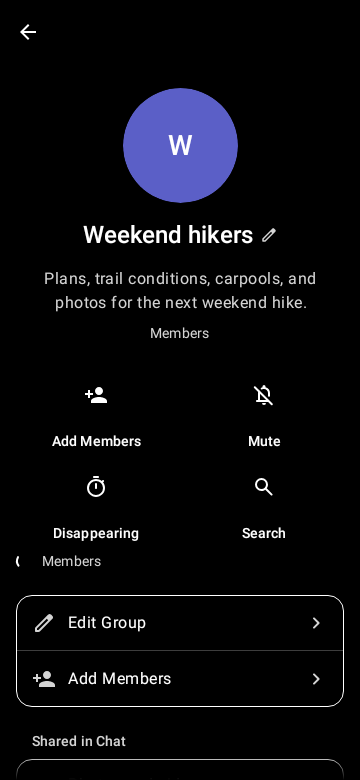 W
Weekend hikers
Plans, trail conditions, carpools, and
photos for the next weekend hike.
Members
Add Members
Mute
Disappearing
Search
Members
Edit Group
Add Members
Shared in Chat